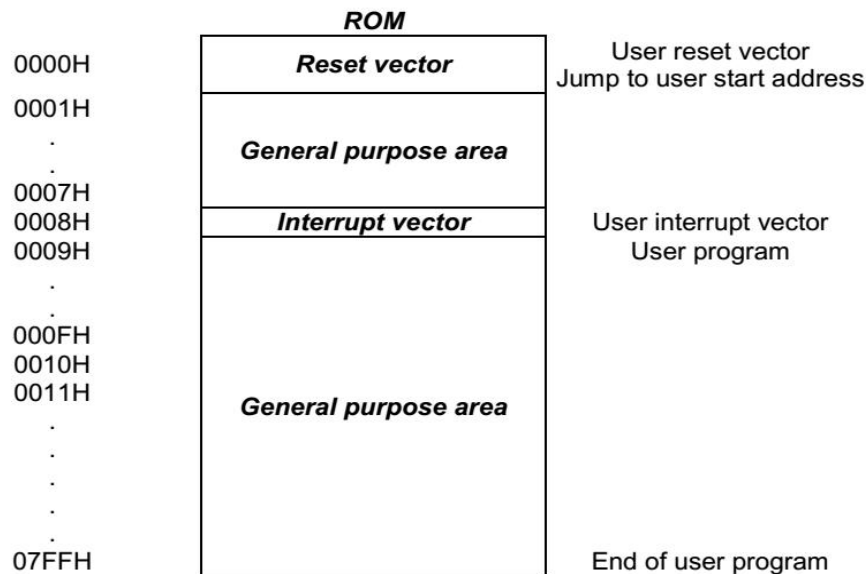 ROM
0000H Reset vector User reset vector
Jump to user start address
0001H
.
General purpose area
.
0007H
0008H Interrupt vector User interrupt vector
0009H User program
.
.
000FH
0010H
0011H General purpose area
.
.
.
.
.
07FFH End of user program